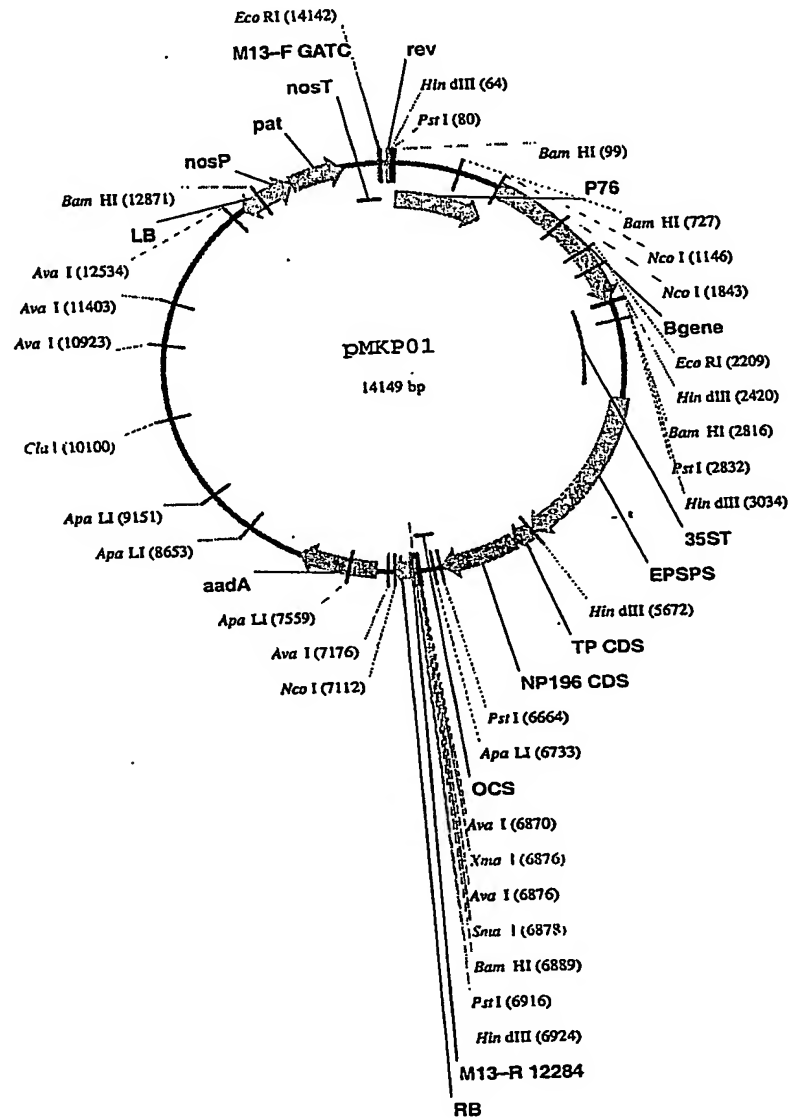 Eco RI (14142)
M13-F GATC
rev
nosT
Hin dIII (64)
Pst I (80)
pat
Bam HI (99)
nosP
P76
Bam HI (12871)
Bam HI (727)
LB
Nco I (1146)
Ava I (12534)
Nco I (1843)
Ava I (11403)
Bgene
Ava I (10923)
pMKP01
Eco RI (2209)
14149 bp
Hin dIII (2420)
Bam HI (2816)
Cla I (10100)
Pst I (2832)
Hin dIII (3034)
Apa LI (9151)
35ST
Apa LI (8653)
EPSPS
aadA
Hin dIII (5672)
Apa LI (7559)
TP CDS
Ava I (7176)
NP196 CDS
Nco I (7112)
Pst I (6664)
Apa LI (6733)
OCS
Ava I (6870)
Xma I (6876)
Ava I (6876)
Sma I (6878)
Bam HI (6889)
Pst I (6916)
Hin dIII (6924)
M13-R 12284
RB